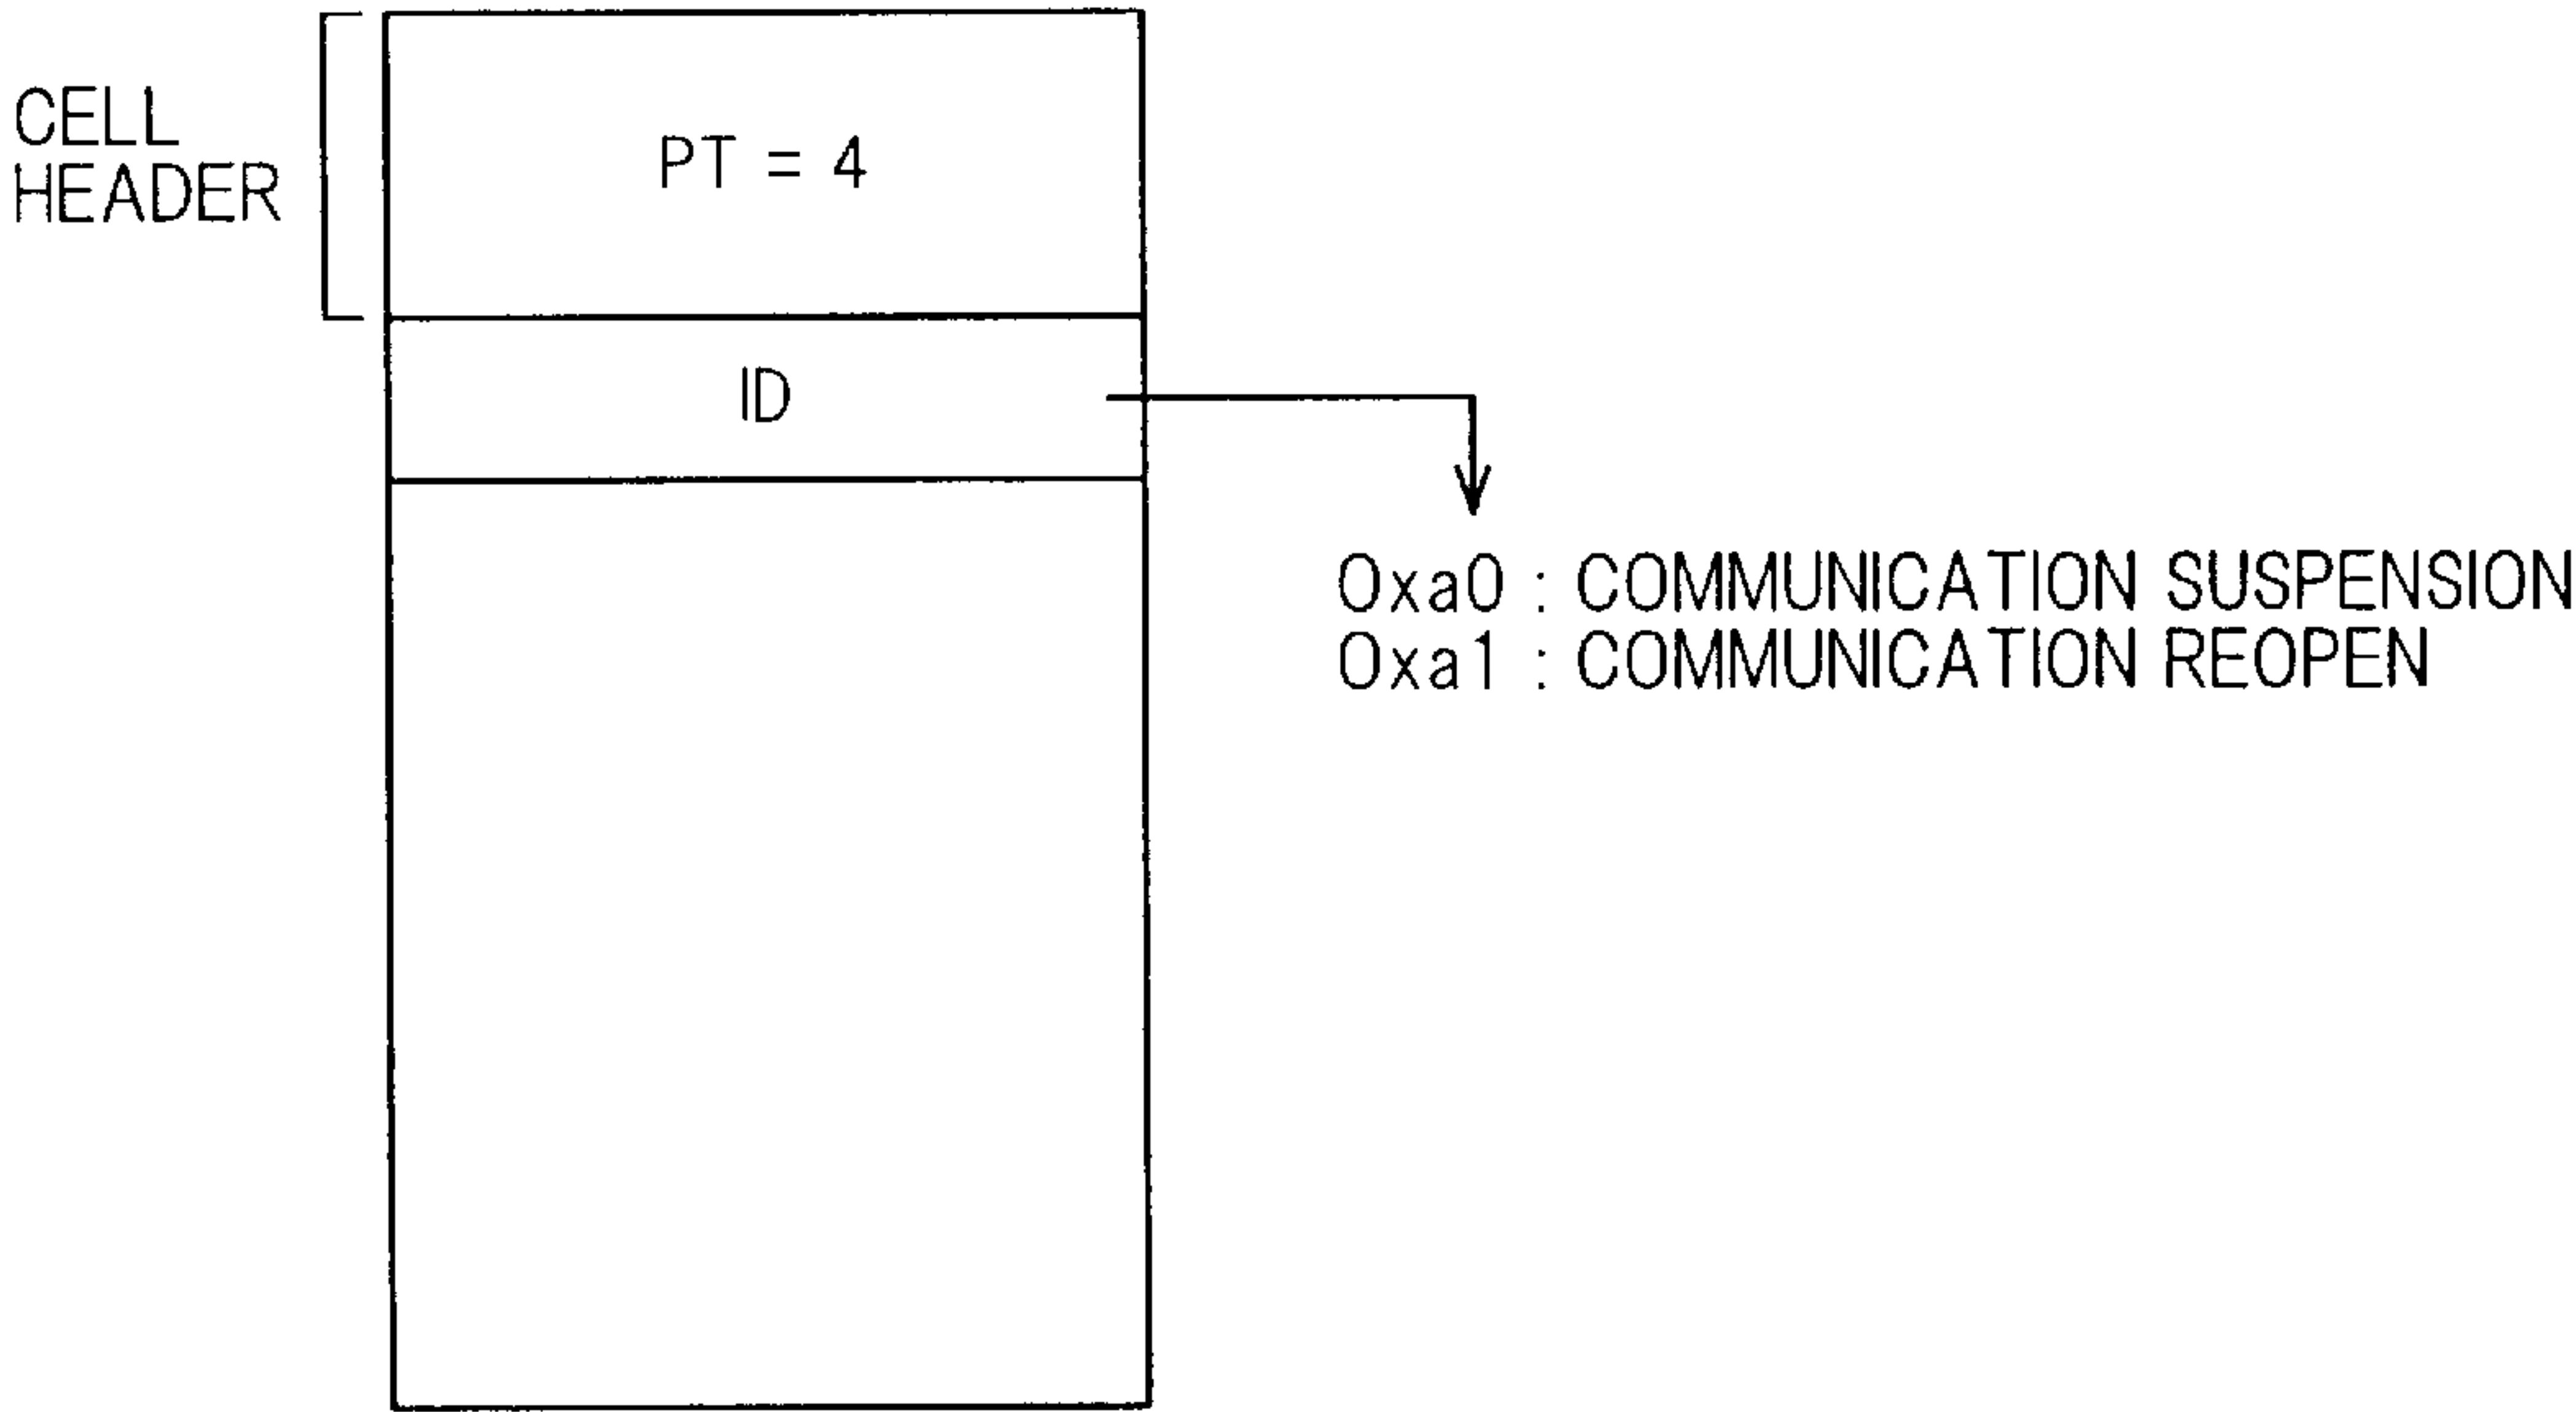 CELL
HEADER
PT = 4
ID
0xa0 : COMMUNICATION SUSPENSION
0xa1 : COMMUNICATION REOPEN